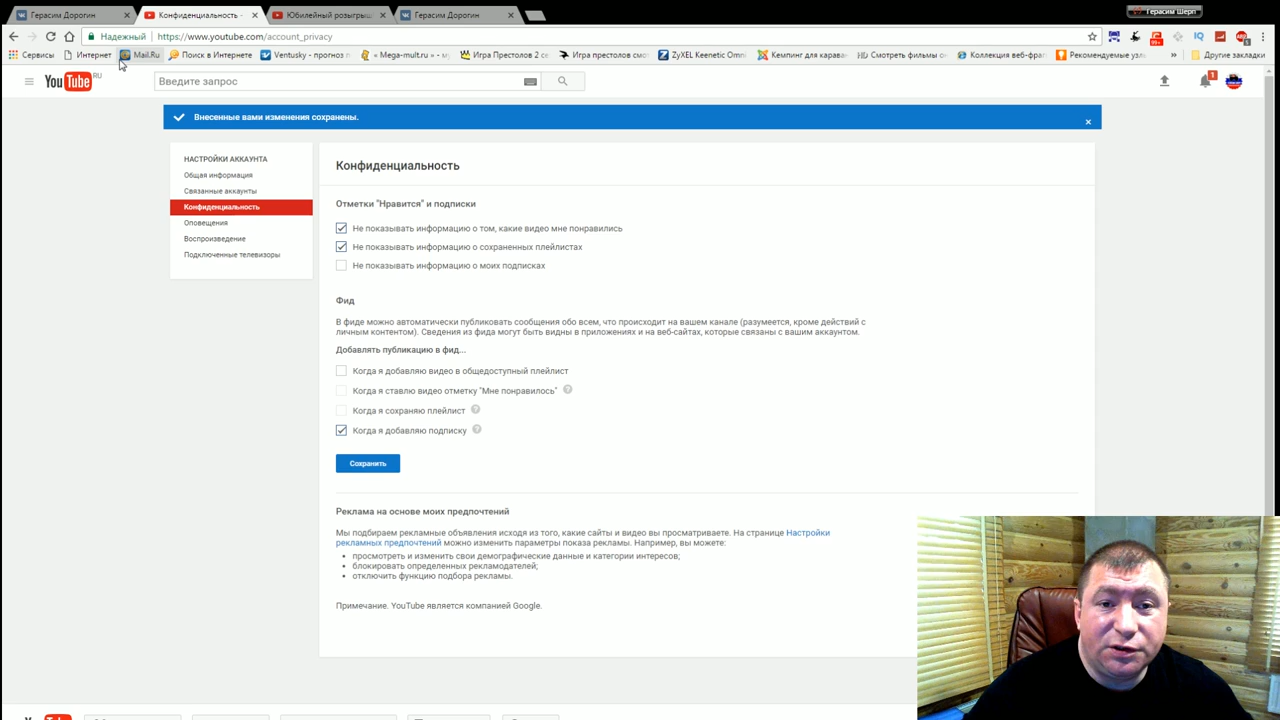 Герасим Дорогин
Конфиденциальность -
Юбилейный розыгрыш
Герасим Дорогин
Герасим Шерп
Надежный
https://www.youtube.com/account_privacy
Сервисы
Интернет
Mail.Ru
Поиск в Интернете
Ventusky - прогноз п
« Mega-mult.ru » - му
Игра Престолов 2 се
Игра престолов смо
ZyXEL Keenetic Omni
Кемпинг для карава
HD Смотреть фильмы о
Коллекция веб-фраг
Рекомендуемые узл
»
Другие закладки
YouTube RU
Введите запрос
1
Внесенные вами изменения сохранены.
×
НАСТРОЙКИ АККАУНТА
Общая информация
Связанные аккаунты
Конфиденциальность
Оповещения
Воспроизведение
Подключенные телевизоры
Конфиденциальность
Отметки "Нравится" и подписки
Не показывать информацию о том, какие видео мне понравились
Не показывать информацию о сохраненных плейлистах
Не показывать информацию о моих подписках
Фид
В фиде можно автоматически публиковать сообщения обо всем, что происходит на вашем канале (разумеется, кроме действий с
личным контентом). Сведения из фида могут быть видны в приложениях и на веб-сайтах, которые связаны с вашим аккаунтом.
Добавлять публикацию в фид...
Когда я добавляю видео в общедоступный плейлист
Когда я ставлю видео отметку "Мне понравилось" ?
Когда я сохраняю плейлист ?
Когда я добавляю подписку ?
Сохранить
Реклама на основе моих предпочтений
Мы подбираем рекламные объявления исходя из того, какие сайты и видео вы просматриваете. На странице Настройки
рекламных предпочтений можно изменить параметры показа рекламы. Например, вы можете:
• просмотреть и изменить свои демографические данные и категории интересов;
• блокировать определенных рекламодателей;
• отключить функцию подбора рекламы.
Примечание. YouTube является компанией Google.